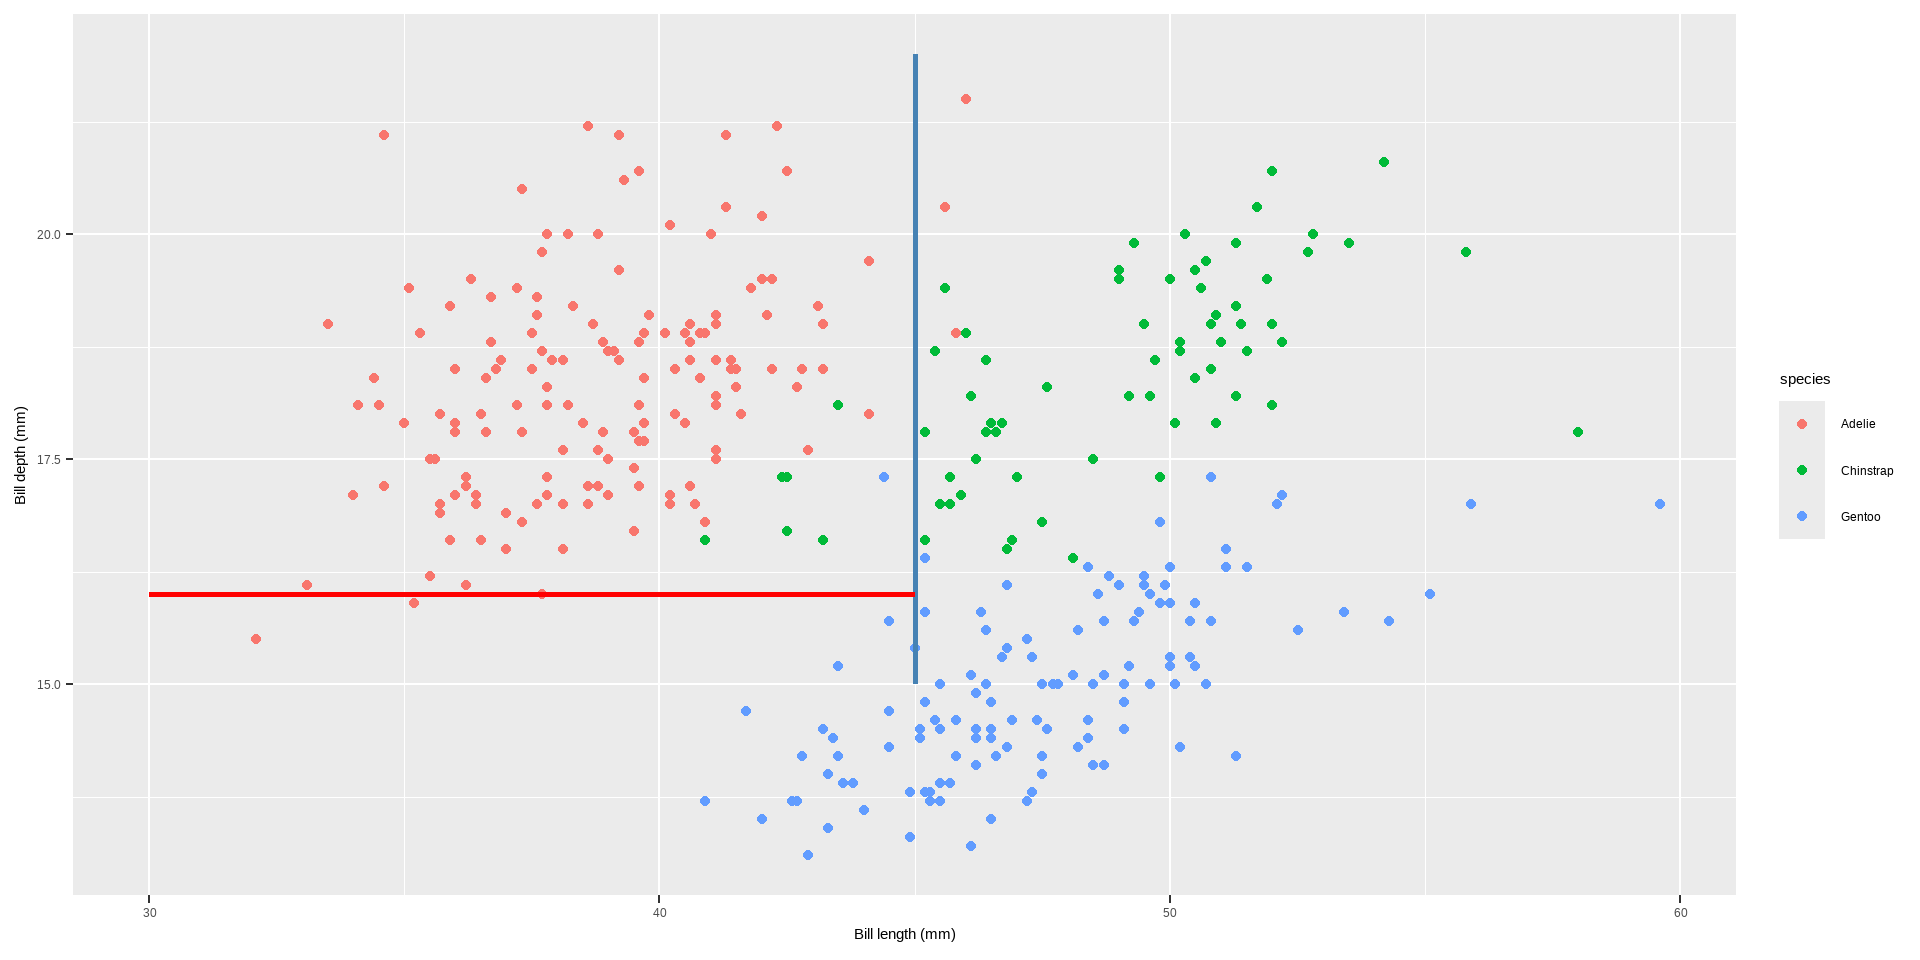 20.0
17.5
15.0
Bill depth (mm)
30 40 50 60
Bill length (mm)
species
Adelie
Chinstrap
Gentoo